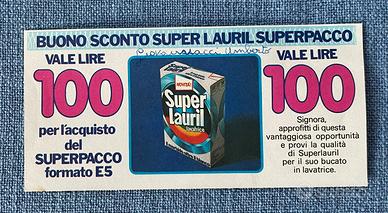 BUONO SCONTO SUPER LAURIL SUPERPACCO
VALE LIRE
100
per l'acquisto
del
SUPERPACCO
formato E5
NOVITA'
Super
Lauril
lavatrice
VALE LIRE
100
Signora,
approfitti di questa
vantaggiosa opportunità
e provi la qualità
di Superlauril
per il suo bucato
in lavatrice.